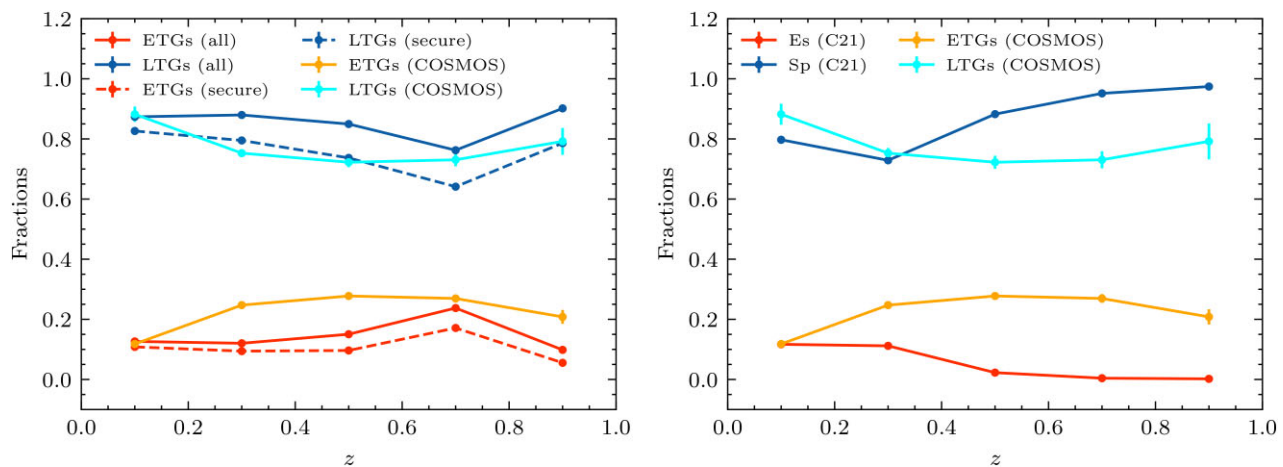 ETGs (all)
LTGs (all)
ETGs (secure)
LTGs (secure)
ETGs (COSMOS)
LTGs (COSMOS)
Fractions
1.2
1.0
0.8
0.6
0.4
0.2
0.0
0.0 0.2 0.4 0.6 0.8 1.0
z
Es (C21)
Sp (C21)
ETGs (COSMOS)
LTGs (COSMOS)
Fractions
1.2
1.0
0.8
0.6
0.4
0.2
0.0
0.0 0.2 0.4 0.6 0.8 1.0
z